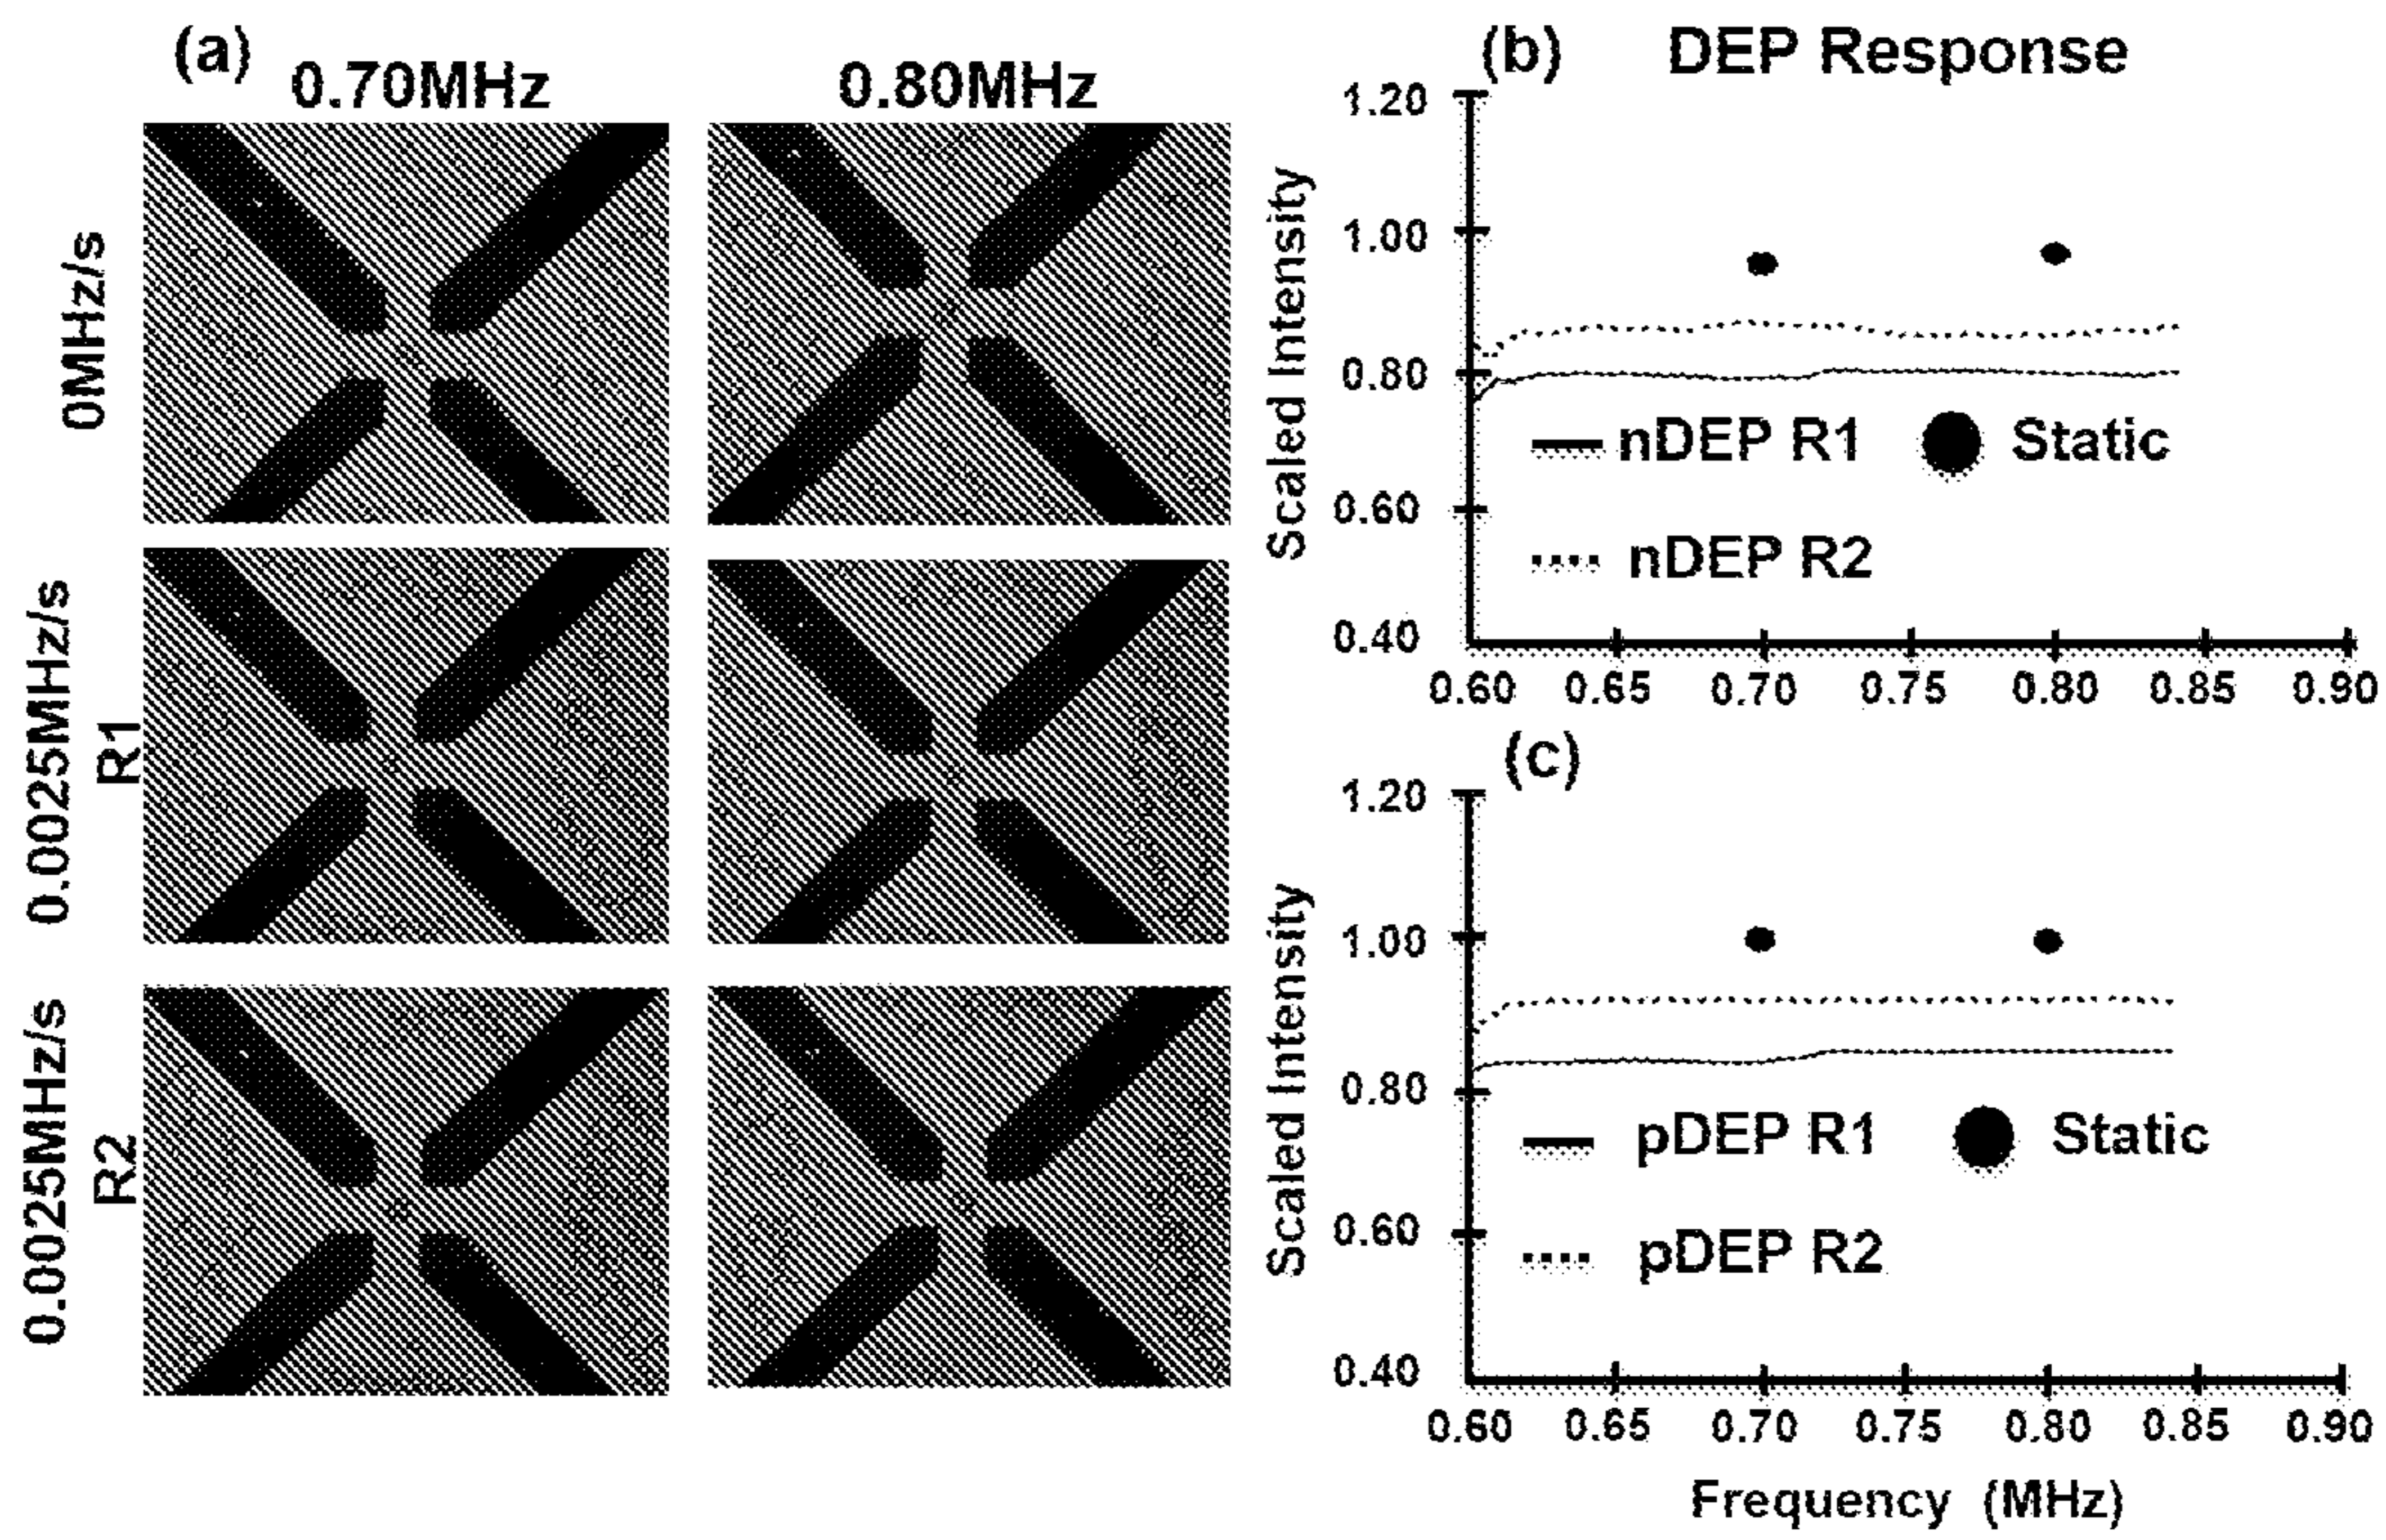 (a)
0.70MHz
0.80MHz
0MHz/s
0.0025MHz/s
R1
0.0025MHz/s
R2
(b) DEP Response
1.20
1.00
0.80
0.60
0.40
Scaled Intensity
nDEP R1
Static
nDEP R2
0.60 0.65 0.70 0.75 0.80 0.85 0.90
(c)
1.20
1.00
0.80
0.60
0.40
Scaled Intensity
pDEP R1
Static
pDEP R2
0.60 0.65 0.70 0.75 0.80 0.85 0.90
Frequency (MHz)